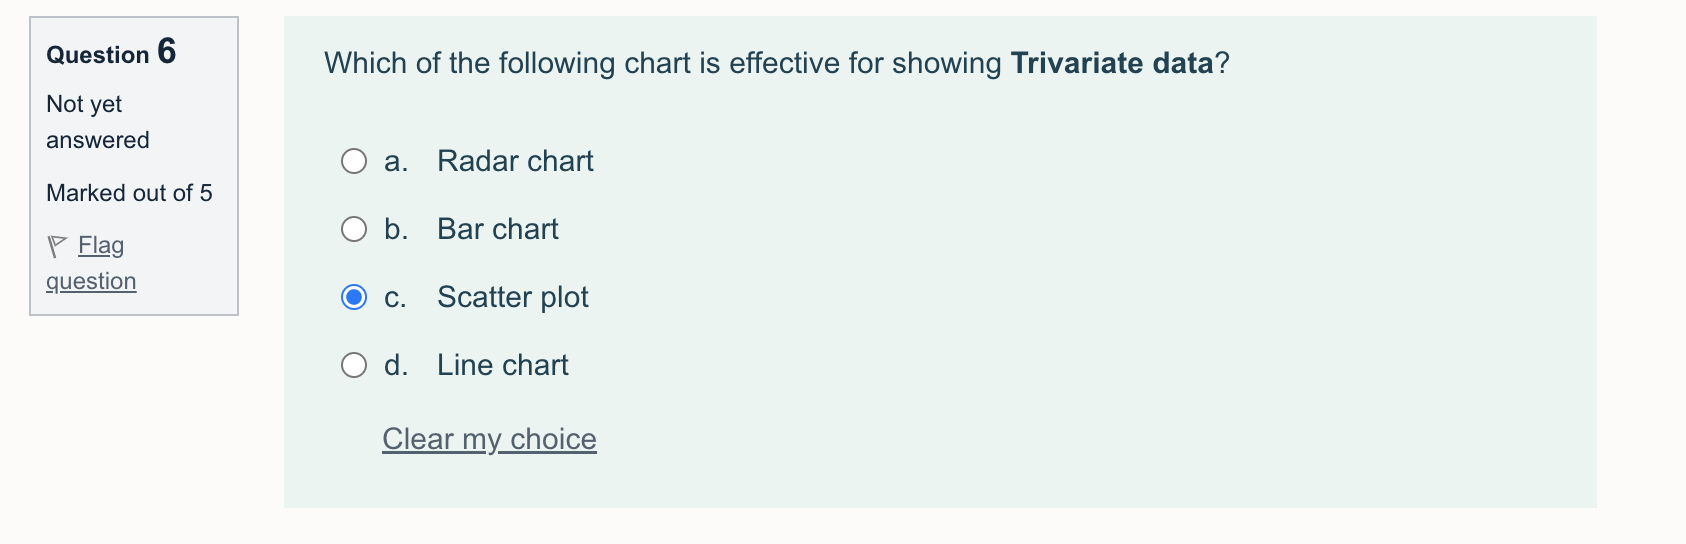 Question 6
Not yet
answered
Marked out of 5
Flag
question
Which of the following chart is effective for showing Trivariate data?
a. Radar chart
b. Bar chart
c. Scatter plot
d. Line chart
Clear my choice